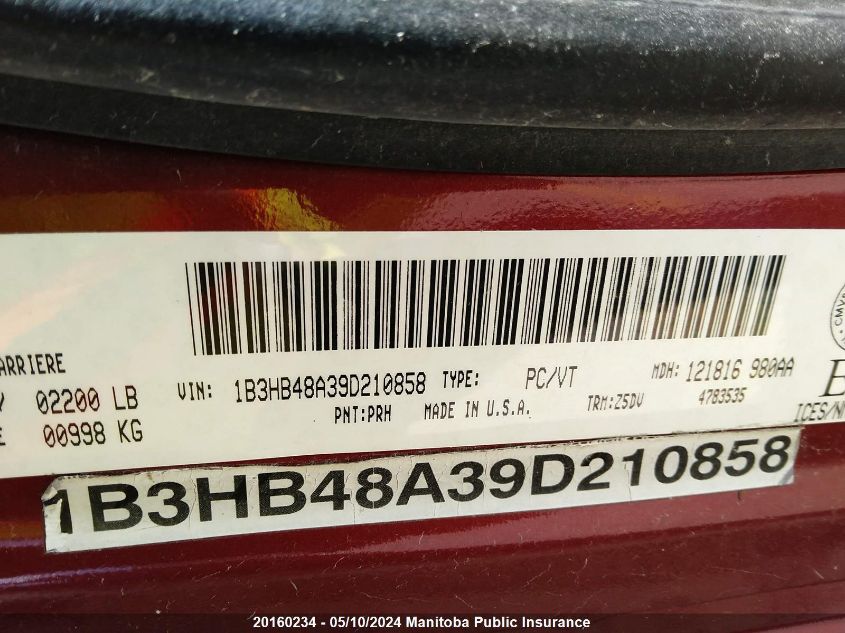 ARRIERE
02200 LB
00998 KG
VIN: 1B3HB48A39D210858 TYPE: PC/VT MDH: 121816 980AA
PNT:PRH MADE IN U.S.A. TRM:Z5DV 4783535
CMV
ICES/N
1B3HB48A39D210858
20160234 - 05/10/2024 Manitoba Public Insurance